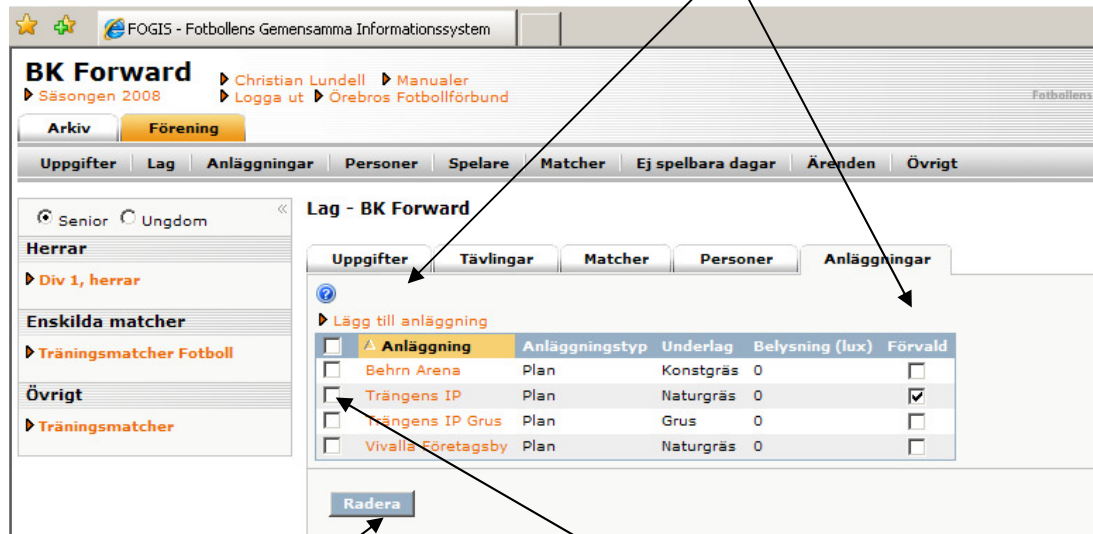 FOGIS - Fotbollens Gemensamma Informationssystem
BK Forward
Christian Lundell Manualer
Säsongen 2008 Logga ut Örebros Fotbollförbund
Fotbollens
Arkiv Förening
Uppgifter Lag Anläggningar Personer Spelare Matcher Ej spelbara dagar Ärenden Övrigt
Senior Ungdom
Herrar
Div 1, herrar
Enskilda matcher
Träningsmatcher Fotboll
Övrigt
Träningsmatcher
Lag - BK Forward
Uppgifter Tävlingar Matcher Personer Anläggningar
Lägg till anläggning
Anläggning Anläggningstyp Underlag Belysning (lux) Förvald
Behrn Arena Plan Konstgräs 0
Trängens IP Plan Naturgräs 0
Trängens IP Grus Plan Grus 0
Vivalla Företagsby Plan Naturgräs 0
Radera